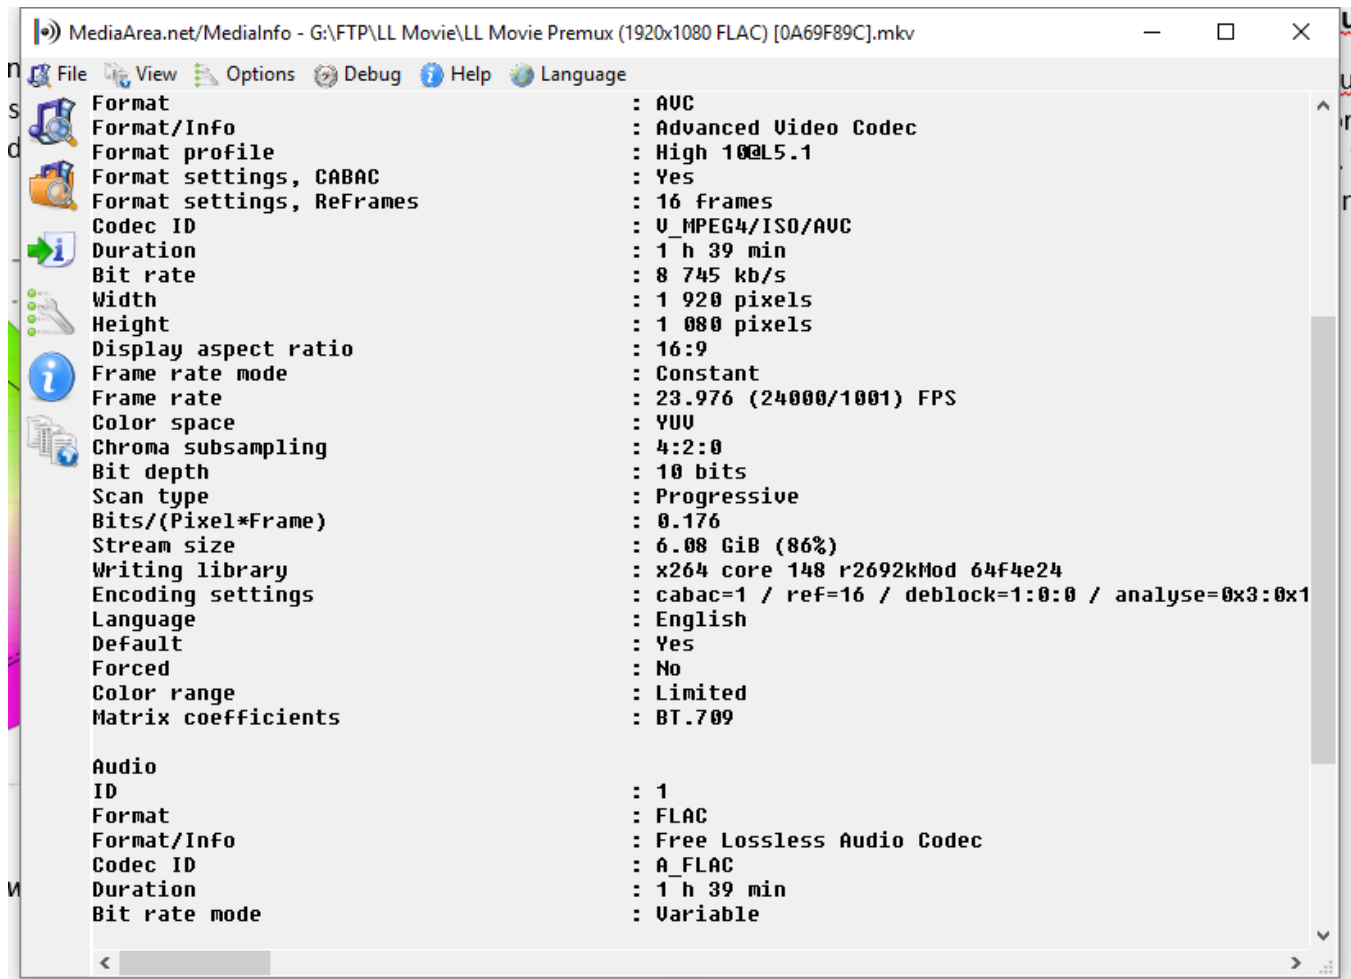 MediaArea.net/MediaInfo - G:\FTP\LL Movie\LL Movie Premux (1920x1080 FLAC) [0A69F89C].mkv
File View Options Debug Help Language
Format : AVC
Format/Info : Advanced Video Codec
Format profile : High 10@L5.1
Format settings, CABAC : Yes
Format settings, ReFrames : 16 frames
Codec ID : V_MPEG4/ISO/AVC
Duration : 1 h 39 min
Bit rate : 8 745 kb/s
Width : 1 920 pixels
Height : 1 080 pixels
Display aspect ratio : 16:9
Frame rate mode : Constant
Frame rate : 23.976 (24000/1001) FPS
Color space : YUV
Chroma subsampling : 4:2:0
Bit depth : 10 bits
Scan type : Progressive
Bits/(Pixel*Frame) : 0.176
Stream size : 6.08 GiB (86%)
Writing library : x264 core 148 r2692kMod 64f4e24
Encoding settings : cabac=1 / ref=16 / deblock=1:0:0 / analyse=0x3:0x1
Language : English
Default : Yes
Forced : No
Color range : Limited
Matrix coefficients : BT.709
Audio
ID : 1
Format : FLAC
Format/Info : Free Lossless Audio Codec
Codec ID : A_FLAC
Duration : 1 h 39 min
Bit rate mode : Variable